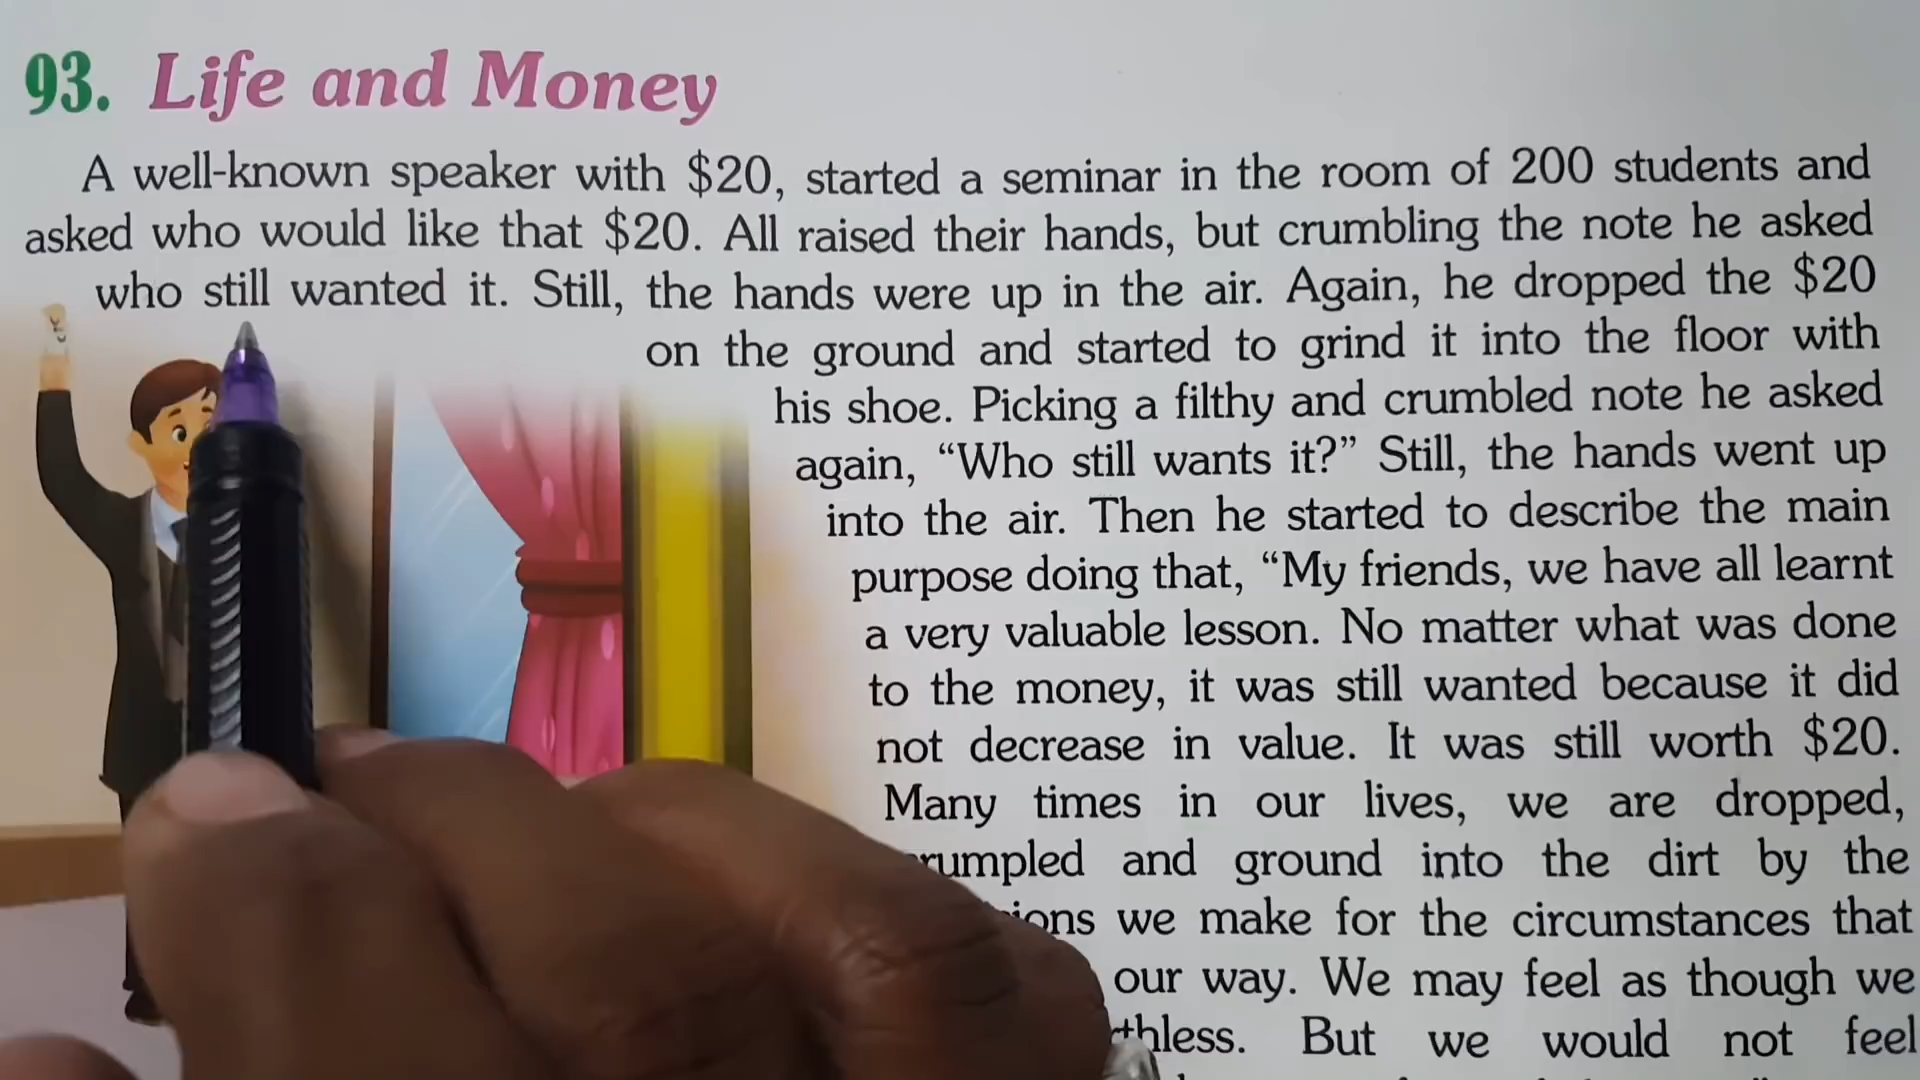 93. Life and Money
A well-known speaker with $20, started a seminar in the room of 200 students and
asked who would like that $20. All raised their hands, but crumbling the note he asked
who still wanted it. Still, the hands were up in the air. Again, he dropped the $20
on the ground and started to grind it into the floor with
his shoe. Picking a filthy and crumbled note he asked
again, “Who still wants it?” Still, the hands went up
into the air. Then he started to describe the main
purpose doing that, “My friends, we have all learnt
a very valuable lesson. No matter what was done
to the money, it was still wanted because it did
not decrease in value. It was still worth $20.
Many times in our lives, we are dropped,
and ground into the dirt by the
we make for the circumstances that
our way. We may feel as though we
But we would not feel